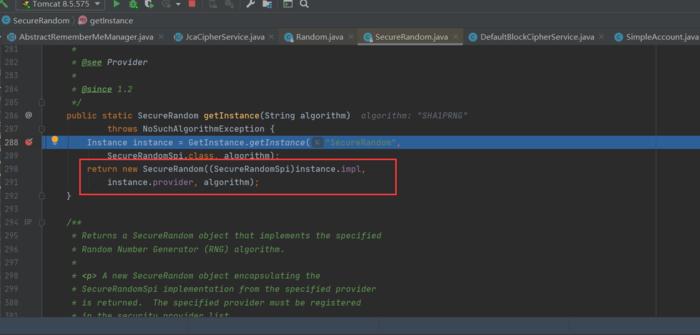 Tomcat 8.5.575
SecureRandom getInstance
AbstractRememberMeManager.java JcaCipherService.java Random.java SecureRandom.java DefaultBlockCipherService.java SimpleAccount.java
281 *
282 * @see Provider
283 *
284 * @since 1.2
285 */
286 @ public static SecureRandom getInstance(String algorithm) algorithm: "SHA1PRNG"
287 throws NoSuchAlgorithmException {
288 Instance instance = GetInstance.getInstance( "SecureRandom",
289 SecureRandomSpi.class, algorithm);
290 return new SecureRandom((SecureRandomSpi)instance.impl,
291 instance.provider, algorithm);
292 }
293
294 /**
295 * Returns a SecureRandom object that implements the specified
296 * Random Number Generator (RNG) algorithm.
297 *
298 * <p> A new SecureRandom object encapsulating the
299 * SecureRandomSpi implementation from the specified provider
300 * is returned. The specified provider must be registered
301 * in the security provider list.